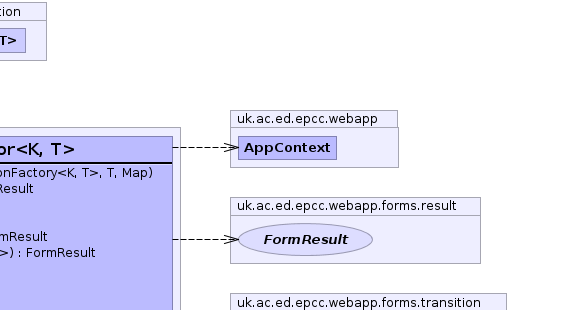 tion
T>
uk.ac.ed.epcc.webapp
AppContext
or<K, T>
onFactory<K, T>, T, Map)
Result
mResult
>) : FormResult
uk.ac.ed.epcc.webapp.forms.result
FormResult
uk.ac.ed.epcc.webapp.forms.transition